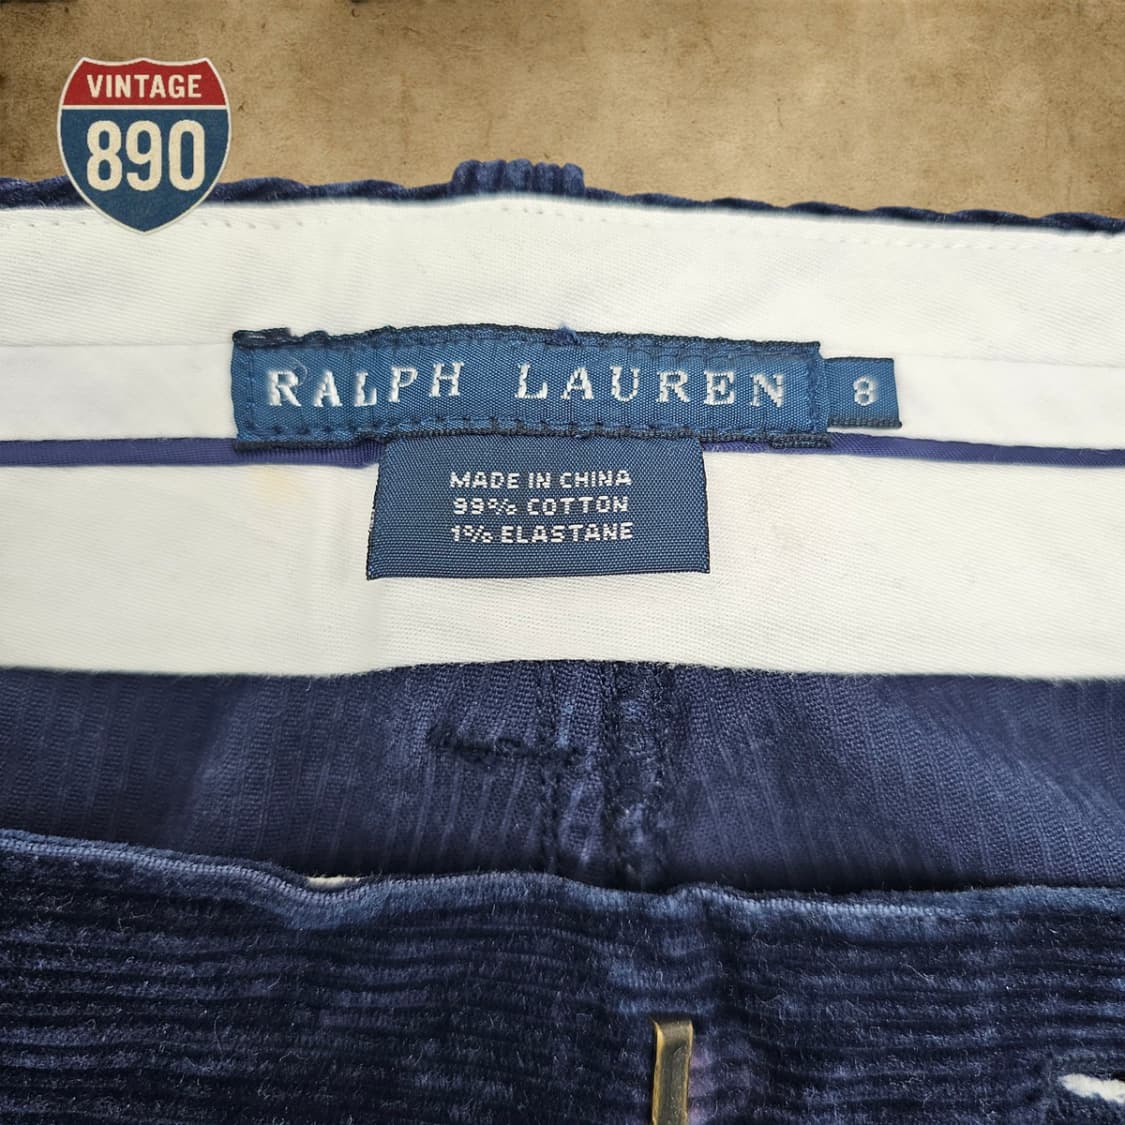 VINTAGE
890
RALPH LAUREN 8
MADE IN CHINA
99% COTTON
1% ELASTANE